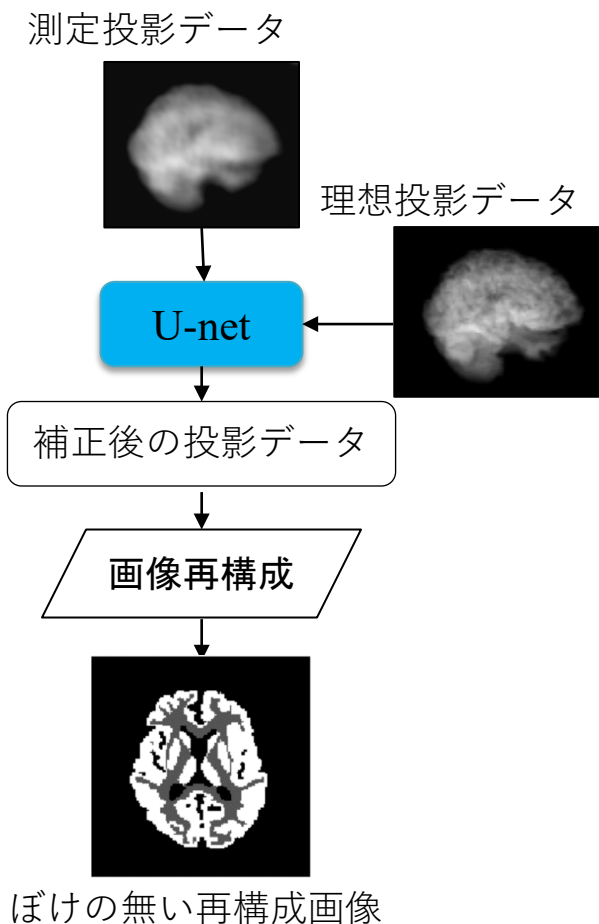 測定投影データ
理想投影データ
U-net
補正後の投影データ
画像再構成
ぼけの無い再構成画像